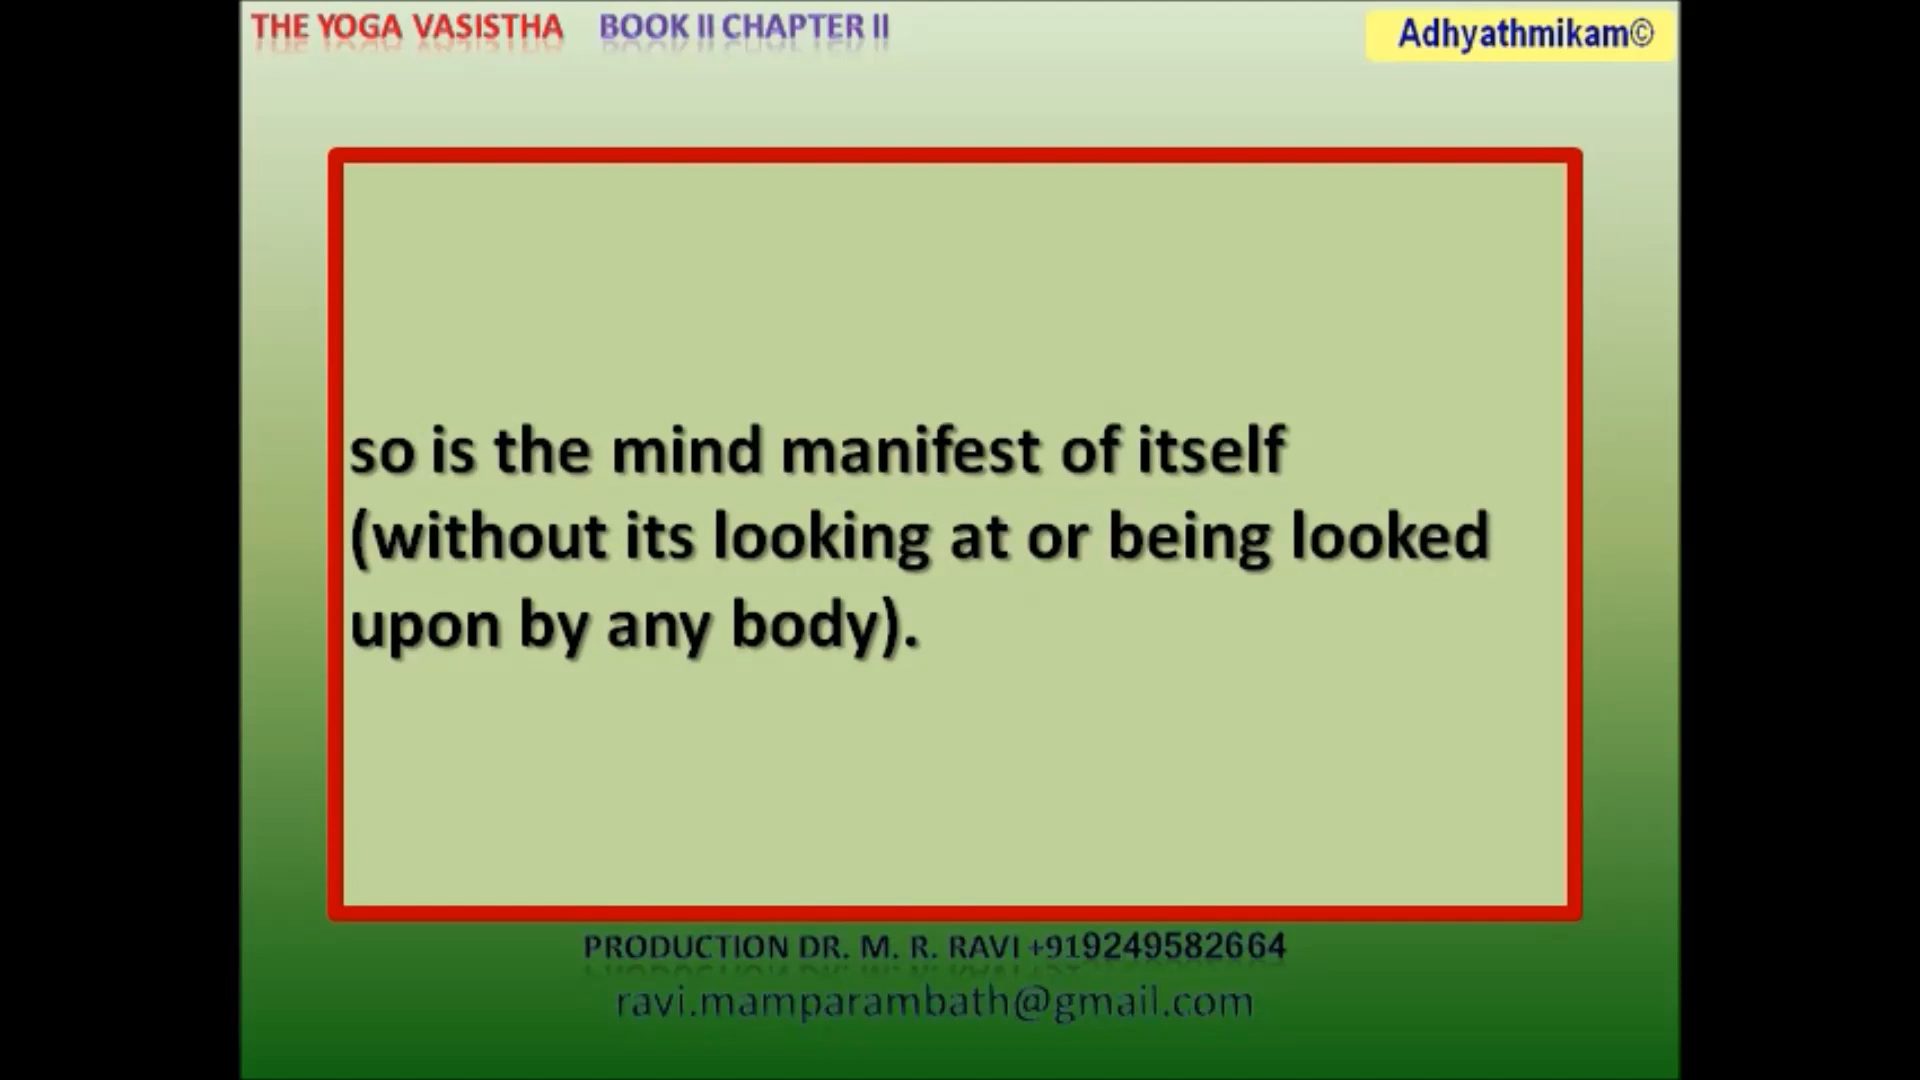 THE YOGA VASISTHA BOOK II CHAPTER II
Adhyathmikam©
so is the mind manifest of itself
(without its looking at or being looked
upon by any body).
PRODUCTION DR. M. R. RAVI +919249582664
ravi.mamparambath@gmail.com